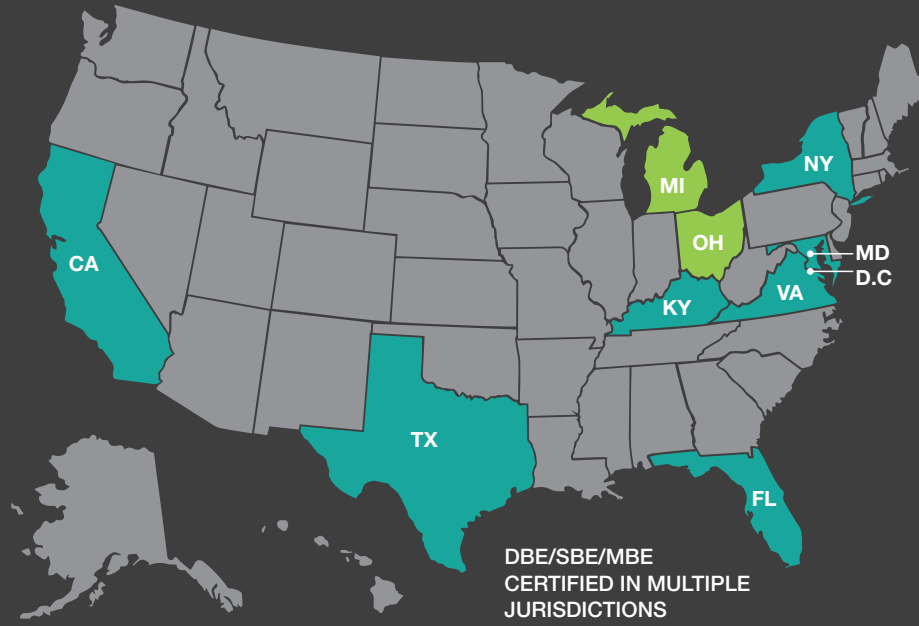 NY
MI
OH
MD
CA
D.C
VA
KY
TX
FL
DBE/SBE/MBE
CERTIFIED IN MULTIPLE
JURISDICTIONS